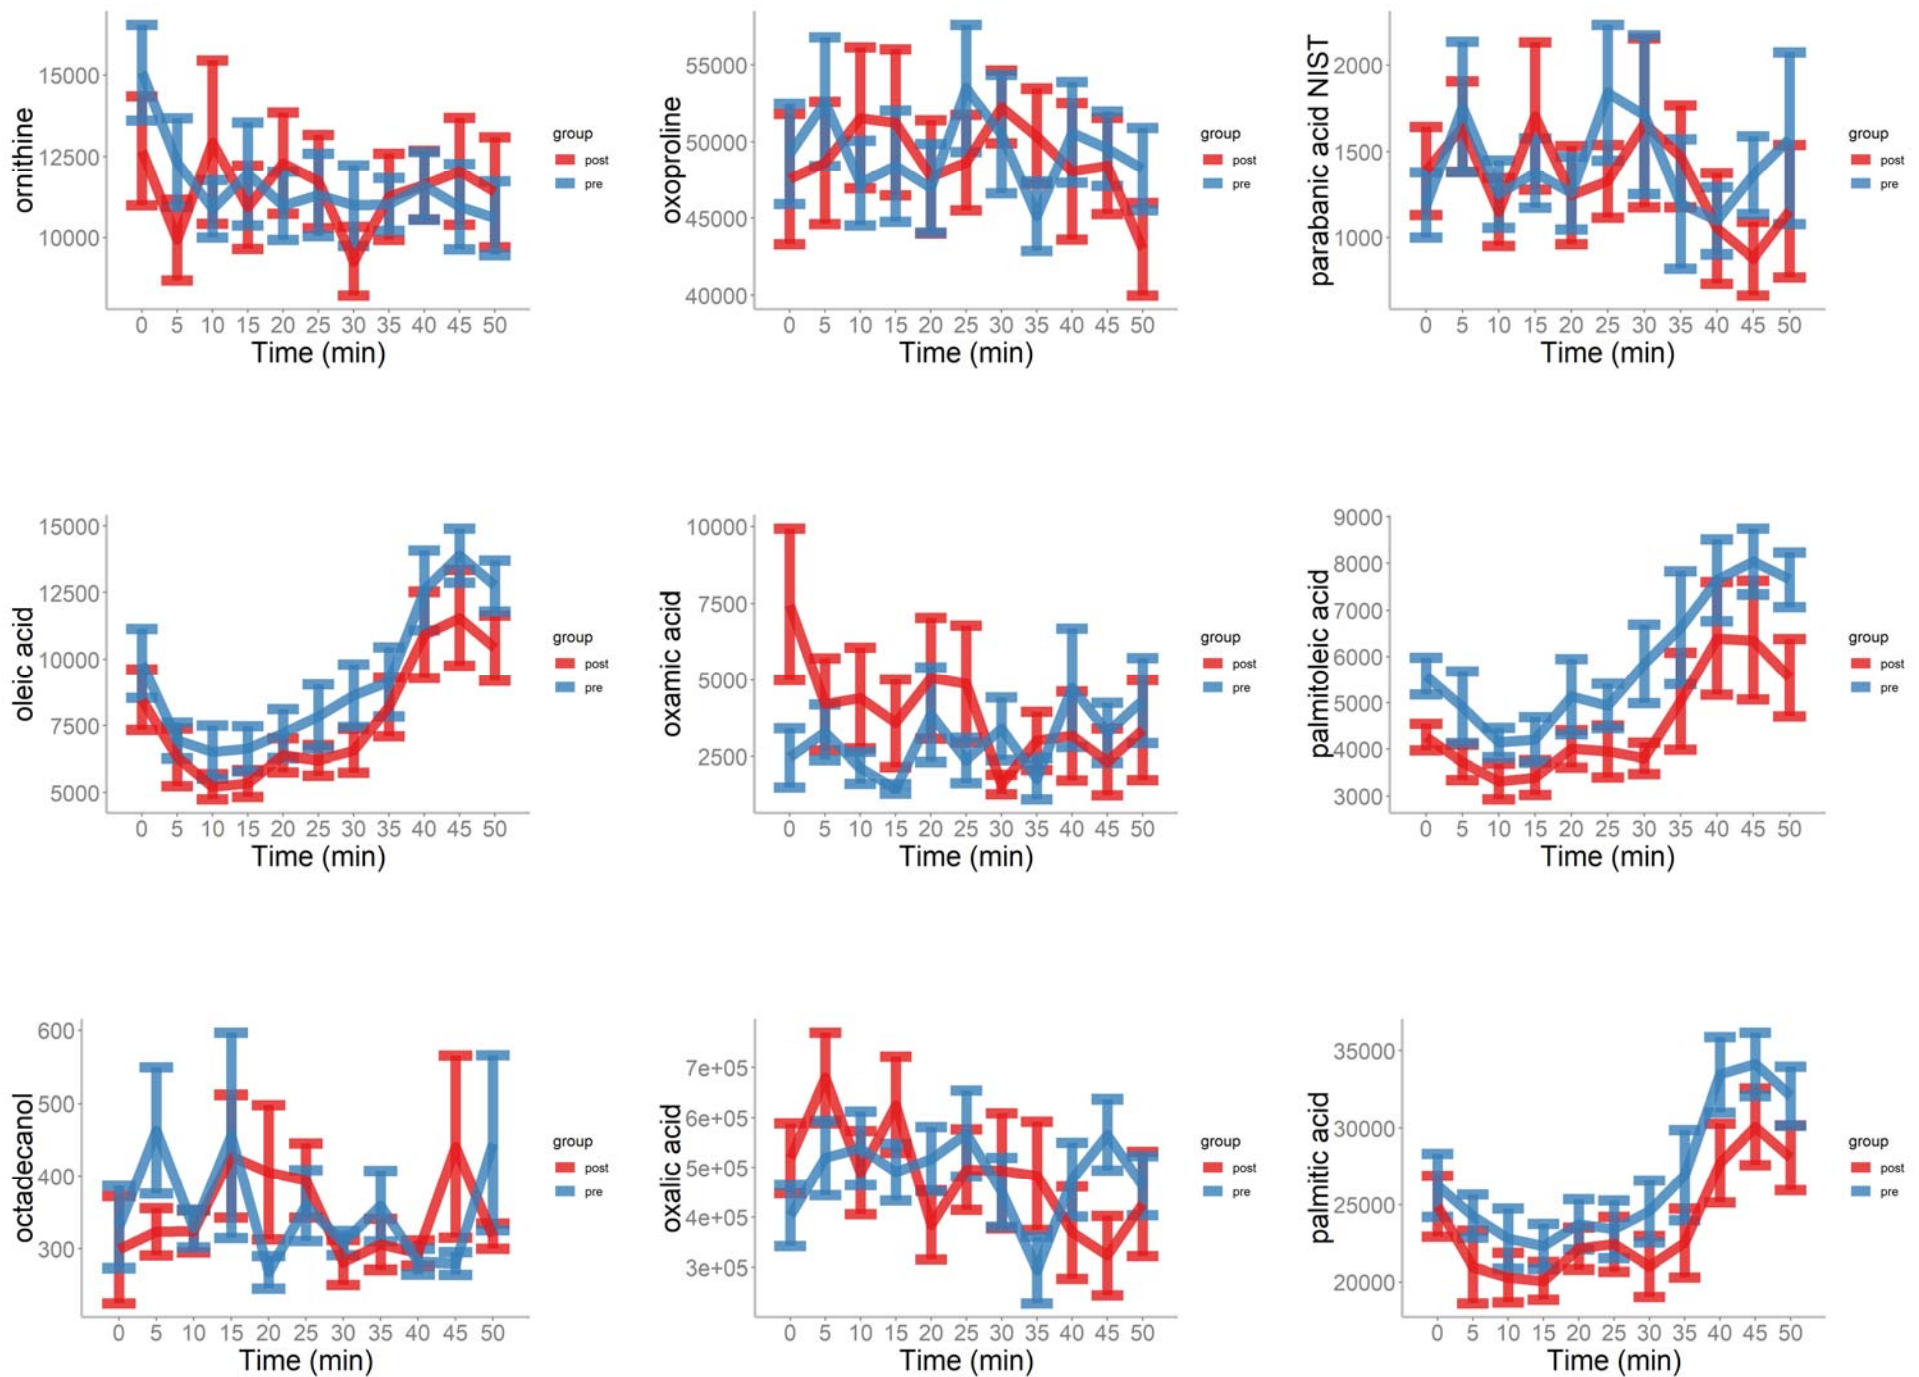 ornithine
15000
12500
10000
0 5 10 15 20 25 30 35 40 45 50
Time (min)
group
post
pre
oxoproline
55000
50000
45000
40000
0 5 10 15 20 25 30 35 40 45 50
Time (min)
group
post
pre
parabanic acid NIST
2000
1500
1000
0 5 10 15 20 25 30 35 40 45 50
Time (min)
group
post
pre
oleic acid
15000
12500
10000
7500
5000
0 5 10 15 20 25 30 35 40 45 50
Time (min)
group
post
pre
oxamic acid
10000
7500
5000
2500
0 5 10 15 20 25 30 35 40 45 50
Time (min)
group
post
pre
palmitoleic acid
9000
8000
7000
6000
5000
4000
3000
0 5 10 15 20 25 30 35 40 45 50
Time (min)
group
post
pre
octadecanol
600
500
400
300
0 5 10 15 20 25 30 35 40 45 50
Time (min)
group
post
pre
oxalic acid
7e+05
6e+05
5e+05
4e+05
3e+05
0 5 10 15 20 25 30 35 40 45 50
Time (min)
group
post
pre
palmitic acid
35000
30000
25000
20000
0 5 10 15 20 25 30 35 40 45 50
Time (min)
group
post
pre